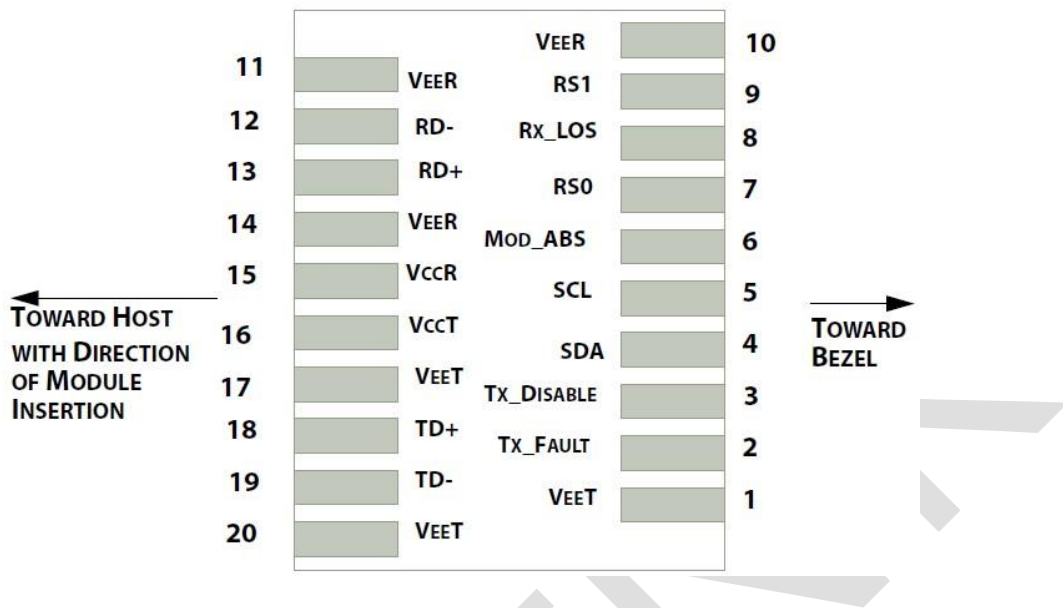 VEER 10
11 VEER
RS1 9
12 RD-
RX_LOS 8
13 RD+
RS0 7
14 VEER
MOD_ABS 6
15 VCCR
SCL 5
TOWARD HOST
WITH DIRECTION
OF MODULE
INSERTION
16 VCCT
TOWARD
BEZEL
SDA 4
17 VEET
TX_DISABLE 3
18 TD+
TX_FAULT 2
19 TD-
VEET 1
20 VEET